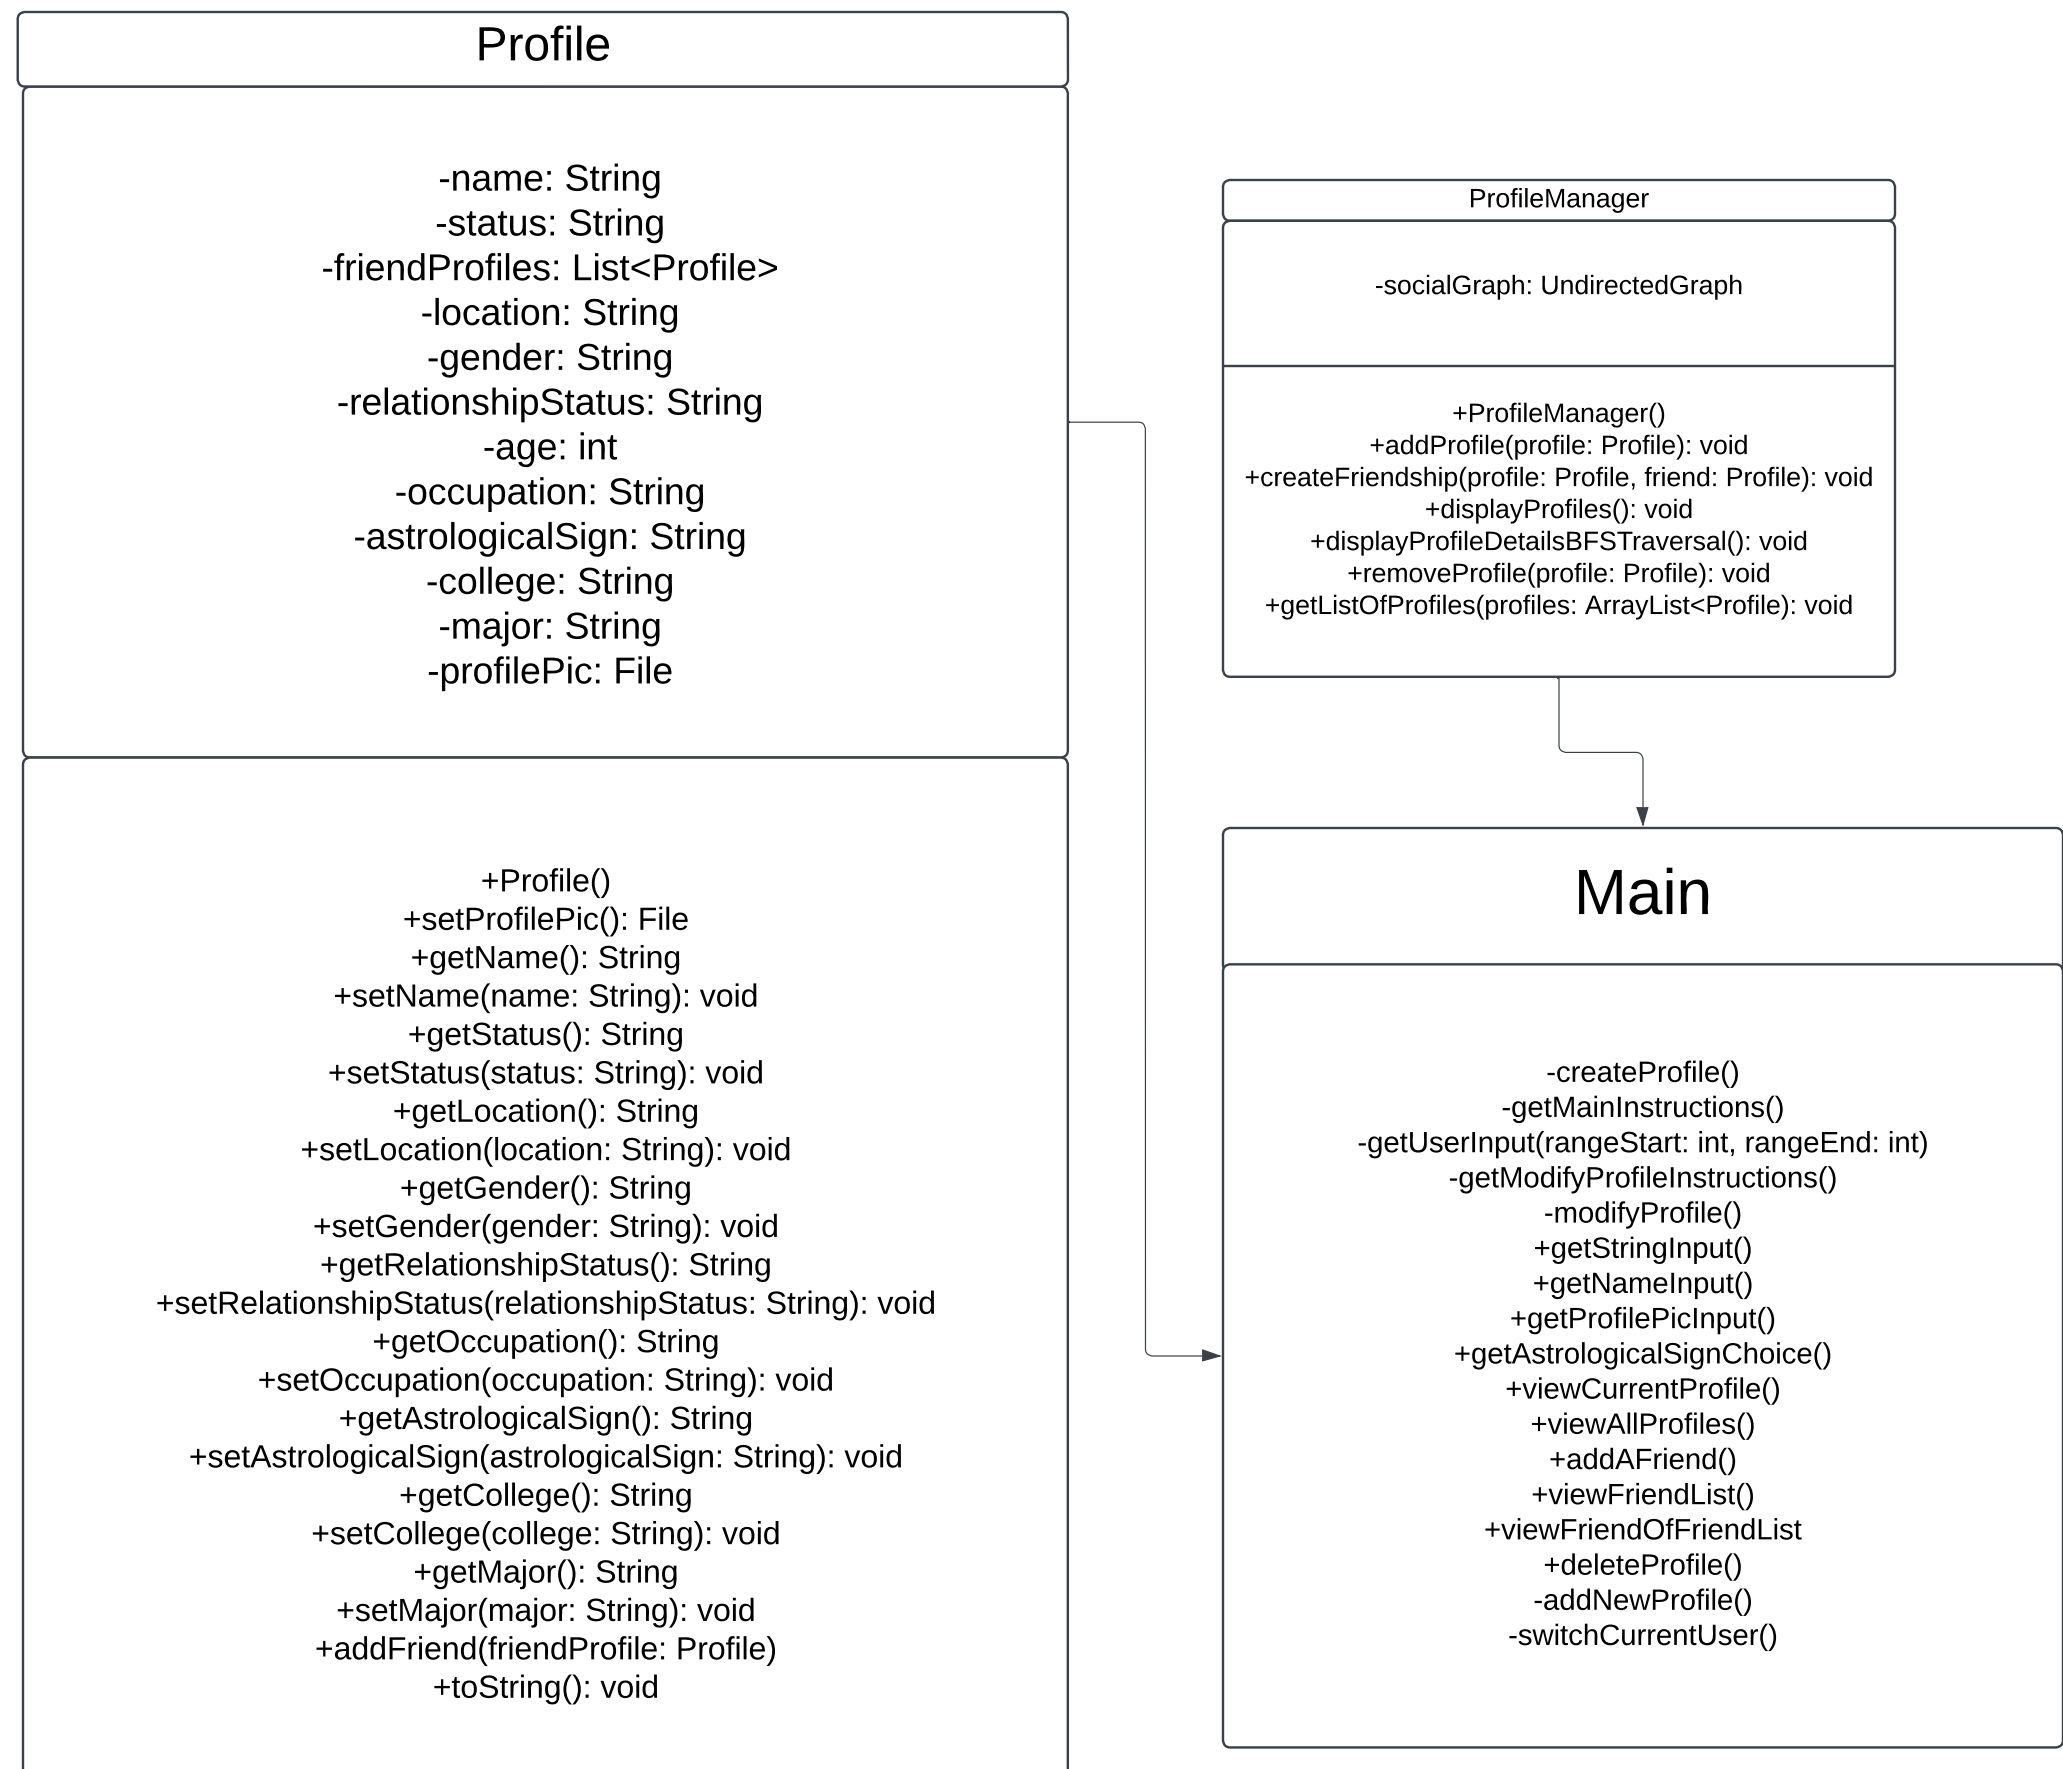 Profile
-name: String
-status: String
-friendProfiles: List<Profile>
-location: String
-gender: String
-relationshipStatus: String
-age: int
-occupation: String
-astrologicalSign: String
-college: String
-major: String
-profilePic: File
+Profile()
+setProfilePic(): File
+getName(): String
+setName(name: String): void
+getStatus(): String
+setStatus(status: String): void
+getLocation(): String
+setLocation(location: String): void
+getGender(): String
+setGender(gender: String): void
+getRelationshipStatus(): String
+setRelationshipStatus(relationshipStatus: String): void
+getOccupation(): String
+setOccupation(occupation: String): void
+getAstrologicalSign(): String
+setAstrologicalSign(astrologicalSign: String): void
+getCollege(): String
+setCollege(college: String): void
+getMajor(): String
+setMajor(major: String): void
+addFriend(friendProfile: Profile)
+toString(): void
ProfileManager
-socialGraph: UndirectedGraph
+ProfileManager()
+addProfile(profile: Profile): void
+createFriendship(profile: Profile, friend: Profile): void
+displayProfiles(): void
+displayProfileDetailsBFSTraversal(): void
+removeProfile(profile: Profile): void
+getListOfProfiles(profiles: ArrayList<Profile): void
Main
-createProfile()
-getMainInstructions()
-getUserInput(rangeStart: int, rangeEnd: int)
-getModifyProfileInstructions()
-modifyProfile()
+getStringInput()
+getNameInput()
+getProfilePicInput()
+getAstrologicalSignChoice()
+viewCurrentProfile()
+viewAllProfiles()
+addAFriend()
+viewFriendList()
+viewFriendOfFriendList
+deleteProfile()
-addNewProfile()
-switchCurrentUser()